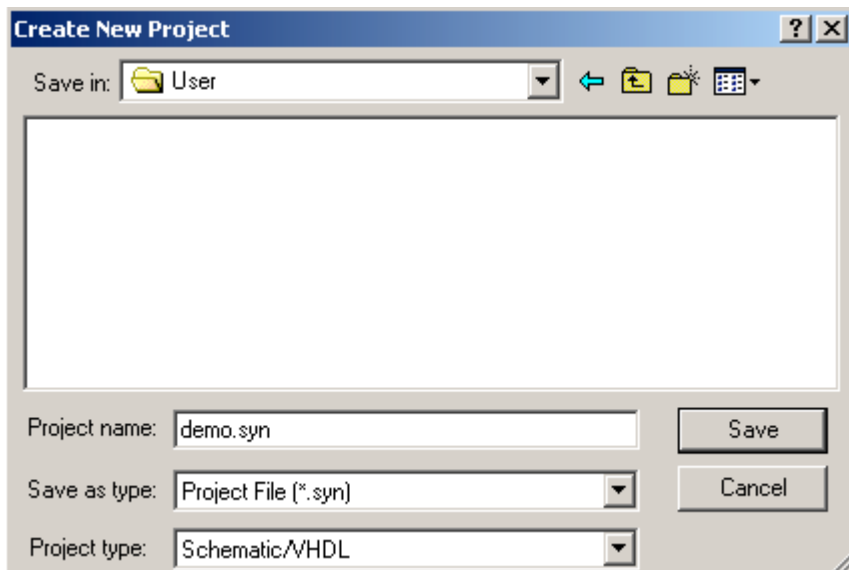 Create New Project
Save in: User
Project name: demo.syn Save
Save as type: Project File (*.syn) Cancel
Project type: Schematic/VHDL